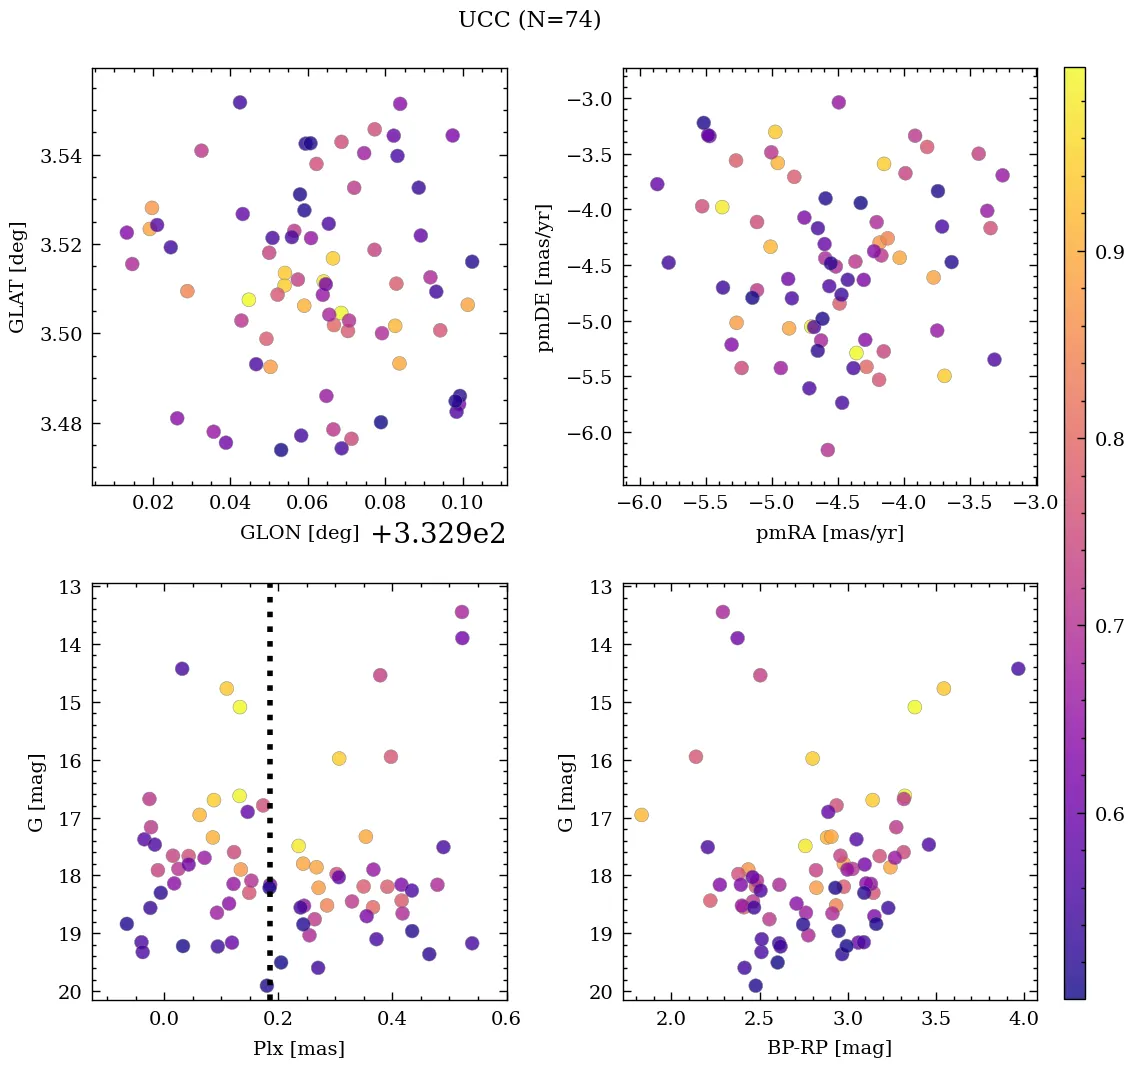 UCC (N=74)
3.54
3.52
3.50
3.48
GLAT [deg]
0.02 0.04 0.06 0.08 0.10
GLON [deg] +3.329e2
−3.0
−3.5
−4.0
−4.5
−5.0
−5.5
−6.0
pmDE [mas/yr]
−6.0 −5.5 −5.0 −4.5 −4.0 −3.5 −3.0
pmRA [mas/yr]
13
14
15
16
17
18
19
20
G [mag]
0.0 0.2 0.4 0.6
Plx [mas]
13
14
15
16
17
18
19
20
G [mag]
2.0 2.5 3.0 3.5 4.0
BP-RP [mag]
0.9
0.8
0.7
0.6